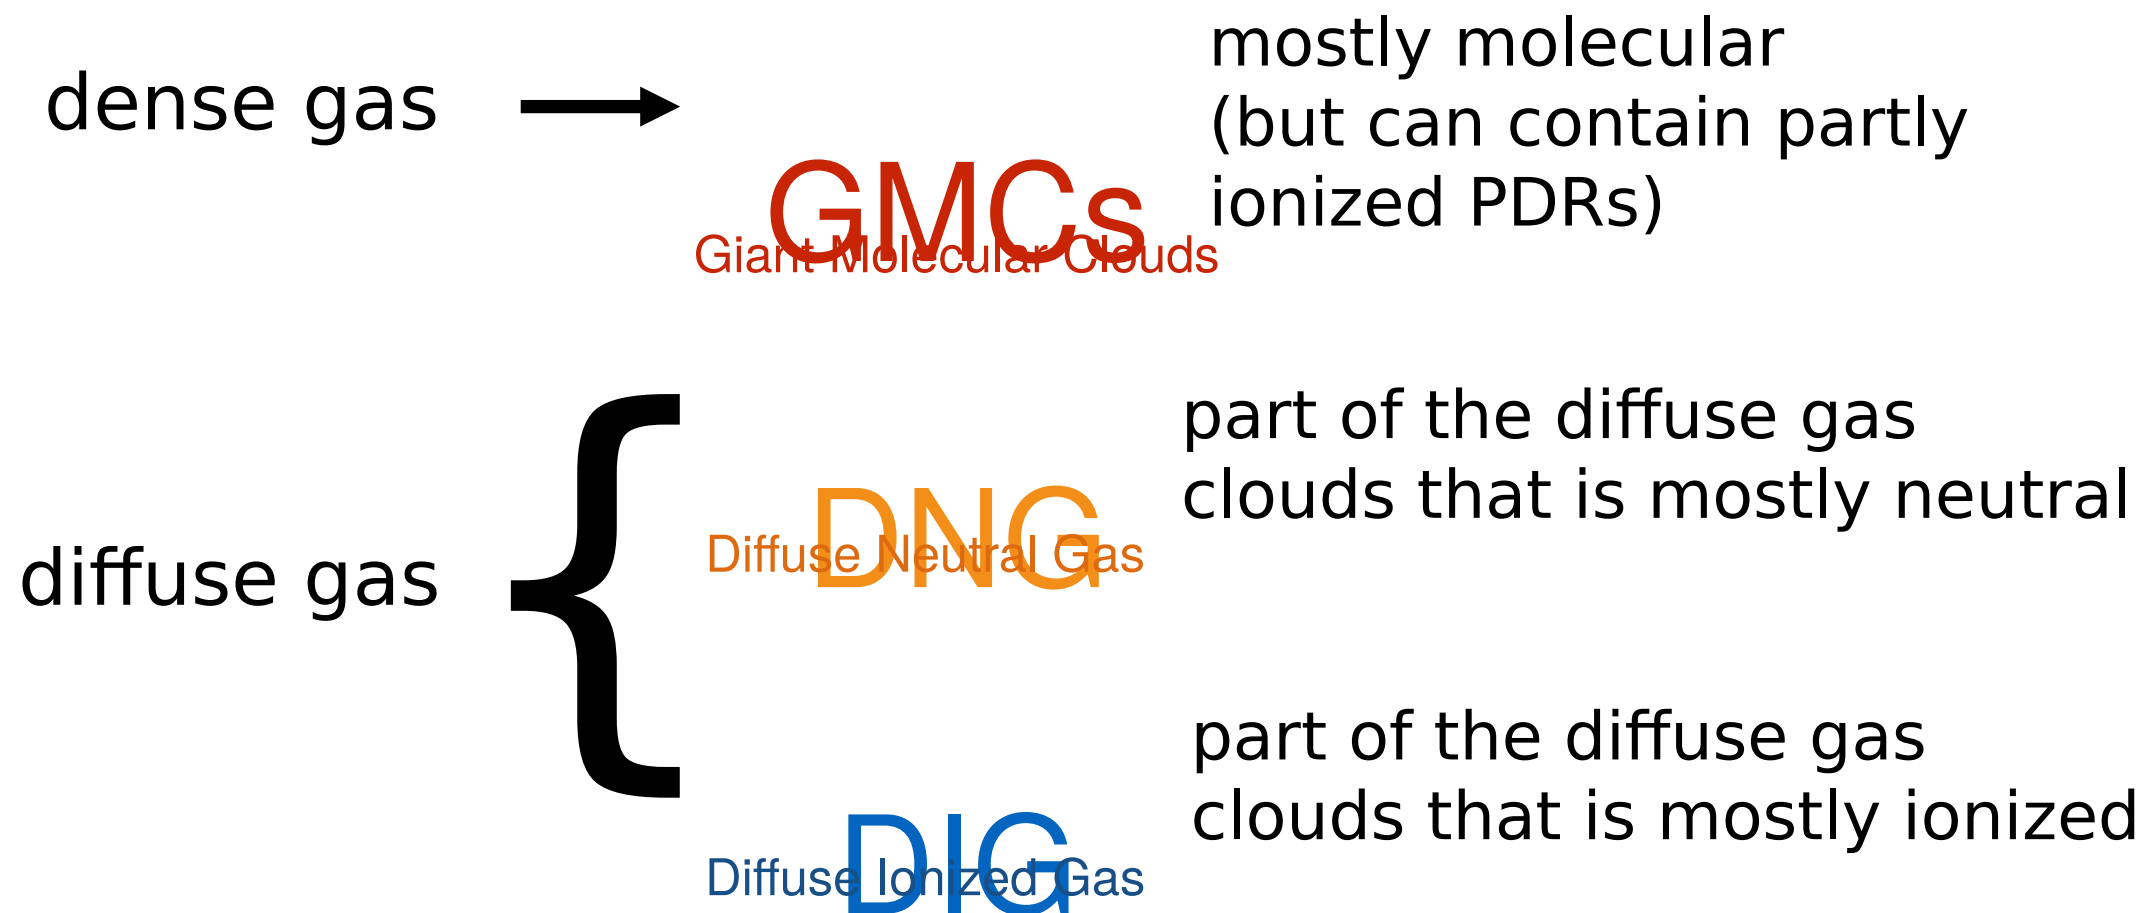 dense gas
GMCs
Giant Molecular Clouds
mostly molecular
(but can contain partly
ionized PDRs)
diffuse gas
DNG
Diffuse Neutral Gas
part of the diffuse gas
clouds that is mostly neutral
DIG
Diffuse Ionized Gas
part of the diffuse gas
clouds that is mostly ionized